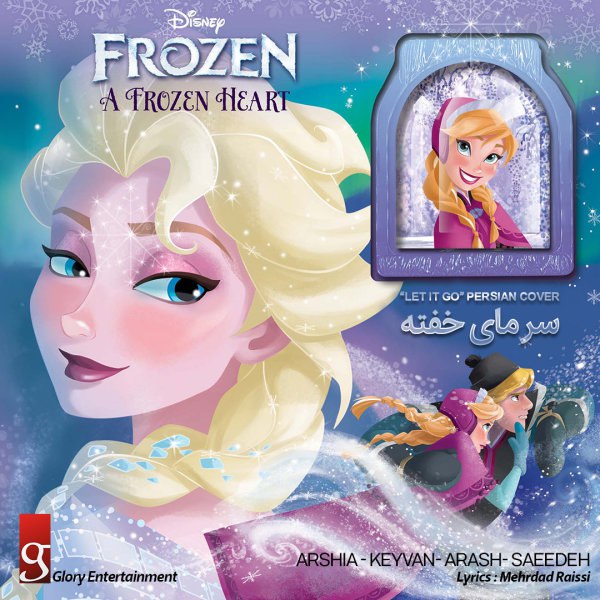 Disney
FROZEN
A FROZEN HEART
"LET IT GO" PERSIAN COVER
سرمای خفته
ARSHIA - KEYVAN- ARASH- SAEEDEH
Lyrics : Mehrdad Raissi
g
Glory Entertainment